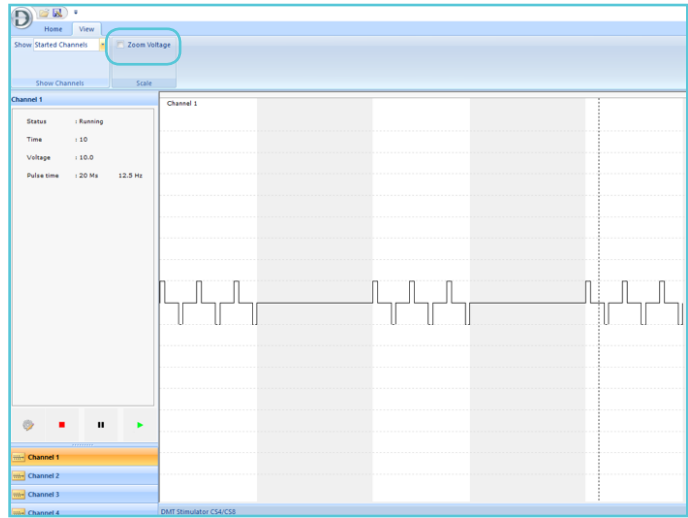 D
Home View
Show Started Channels
Zoom Voltage
Show Channels
Scale
Channel 1
Status : Running
Time : 10
Voltage : 10.0
Pulse time : 20 Ms 12.5 Hz
Channel 1
Channel 2
Channel 3
Channel 4
Channel 1
DMT Stimulator CS4/CS8